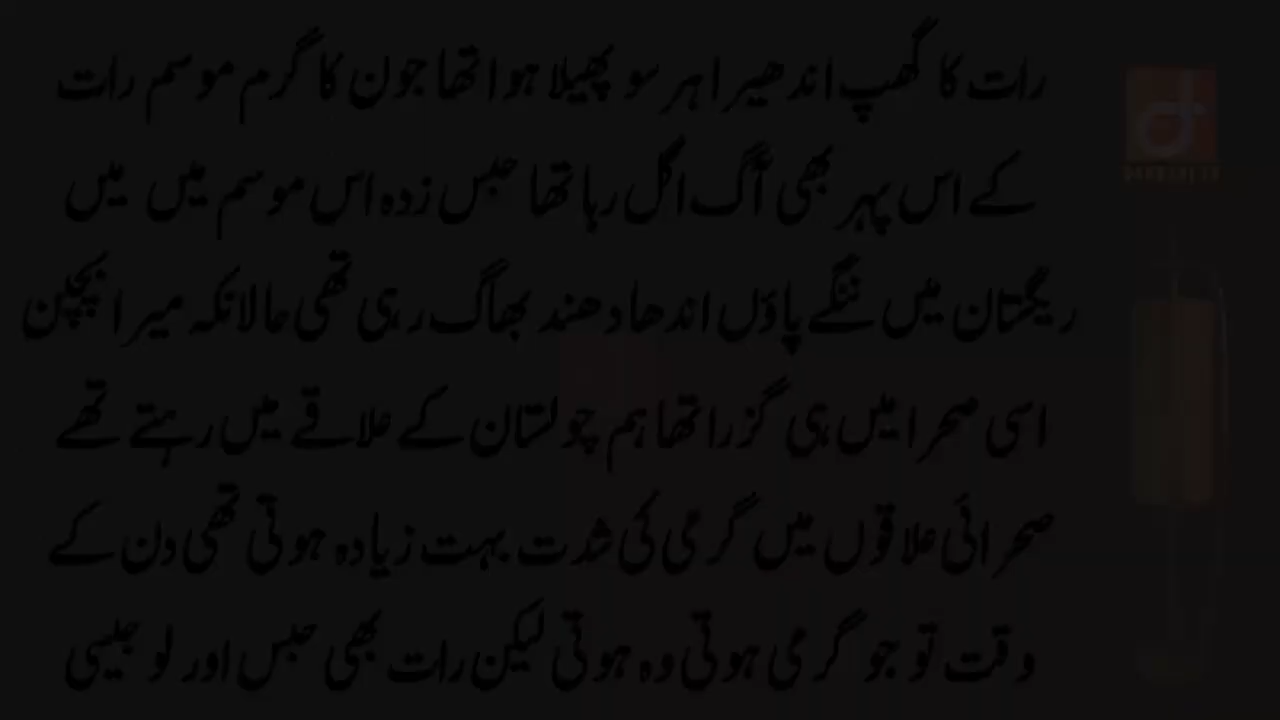 رات کا گھپ اندھیرا ہر سو پھیلا ہوا تھا جون کا گرم موسم رات
کے اس پہر بھی آگ اگل رہا تھا حبس زدہ اس موسم میں میں
ریگستان میں ننگے پاؤں اندھا دھند بھاگ رہی تھی حالانکہ میرا بچپن
اسی صحرا میں ہی گزرا تھا ہم چولستان کے علاقے میں رہتے تھے
صحرائی علاقوں میں گرمی کی شدت بہت زیادہ ہوتی تھی دن کے
وقت تو جو گرمی ہوتی وہ ہوتی لیکن رات بھی حبس اور لو جیسی